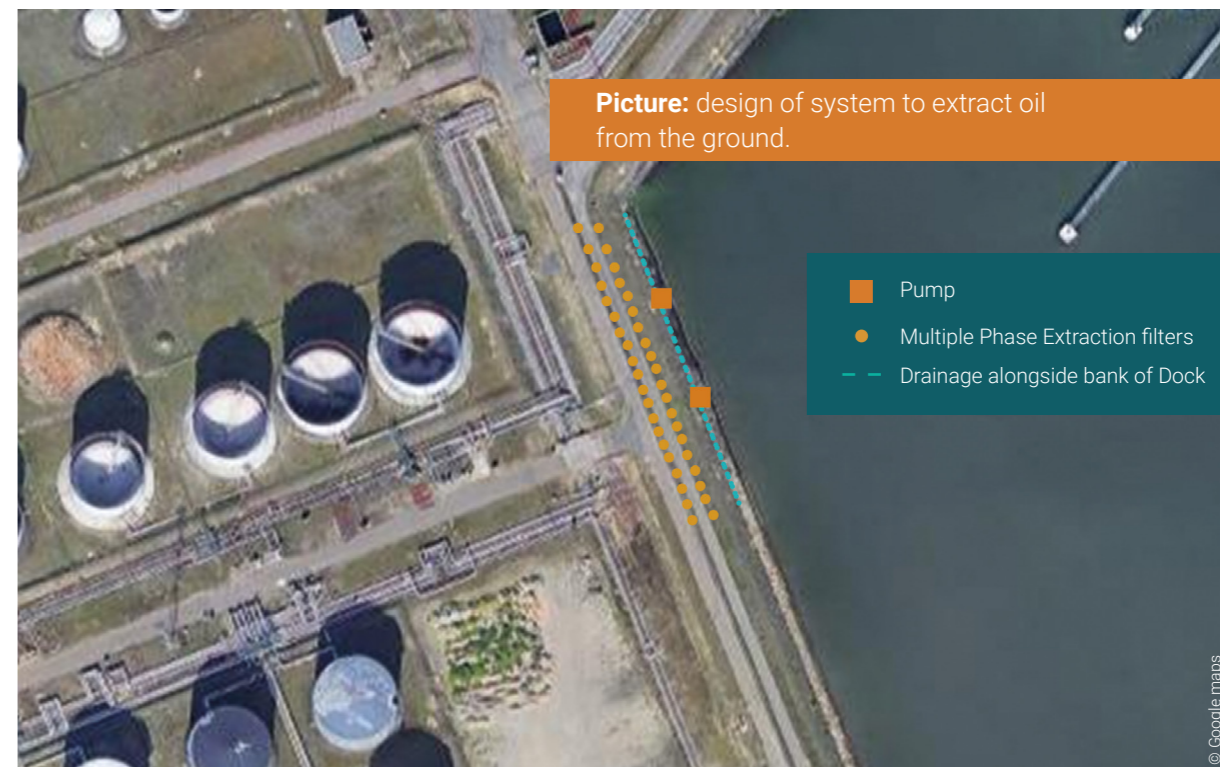 Picture: design of system to extract oil
from the ground.
Pump
Multiple Phase Extraction filters
Drainage alongside bank of Dock
© Google maps